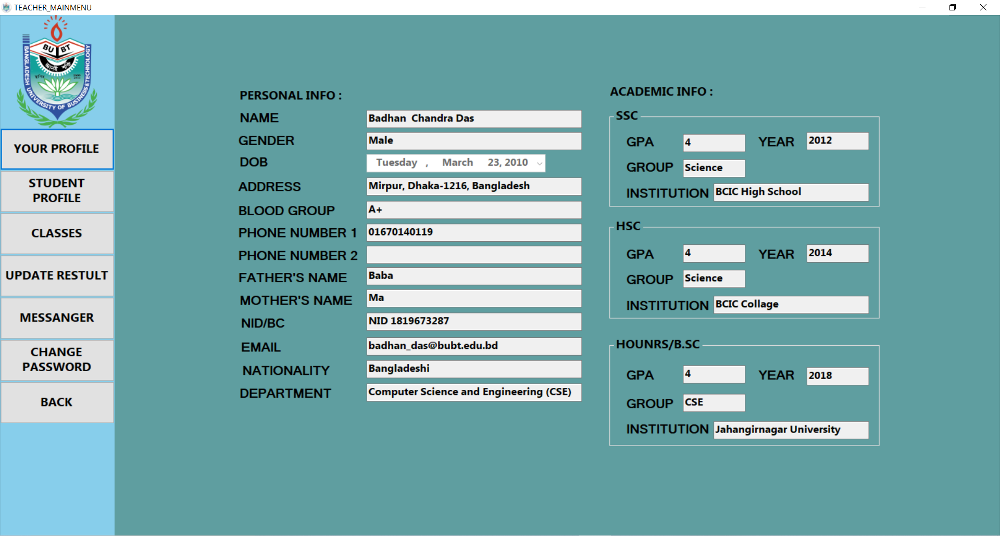 TEACHER_MAINMENU
BU BT
জ্ঞানই শক্তি
BANGLADESH UNIVERSITY OF BUSINESS & TECHNOLOGY
YOUR PROFILE
STUDENT
PROFILE
CLASSES
UPDATE RESTULT
MESSANGER
CHANGE
PASSWORD
BACK
PERSONAL INFO :
NAME Badhan  Chandra Das
GENDER Male
DOB Tuesday , March 23, 2010
ADDRESS Mirpur, Dhaka-1216, Bangladesh
BLOOD GROUP A+
PHONE NUMBER 1 01670140119
PHONE NUMBER 2
FATHER'S NAME Baba
MOTHER'S NAME Ma
NID/BC NID 1819673287
EMAIL badhan_das@bubt.edu.bd
NATIONALITY Bangladeshi
DEPARTMENT Computer Science and Engineering (CSE)
ACADEMIC INFO :
SSC
GPA 4 YEAR 2012
GROUP Science
INSTITUTION BCIC High School
HSC
GPA 4 YEAR 2014
GROUP Science
INSTITUTION BCIC Collage
HOUNRS/B.SC
GPA 4 YEAR 2018
GROUP CSE
INSTITUTION Jahangirnagar University